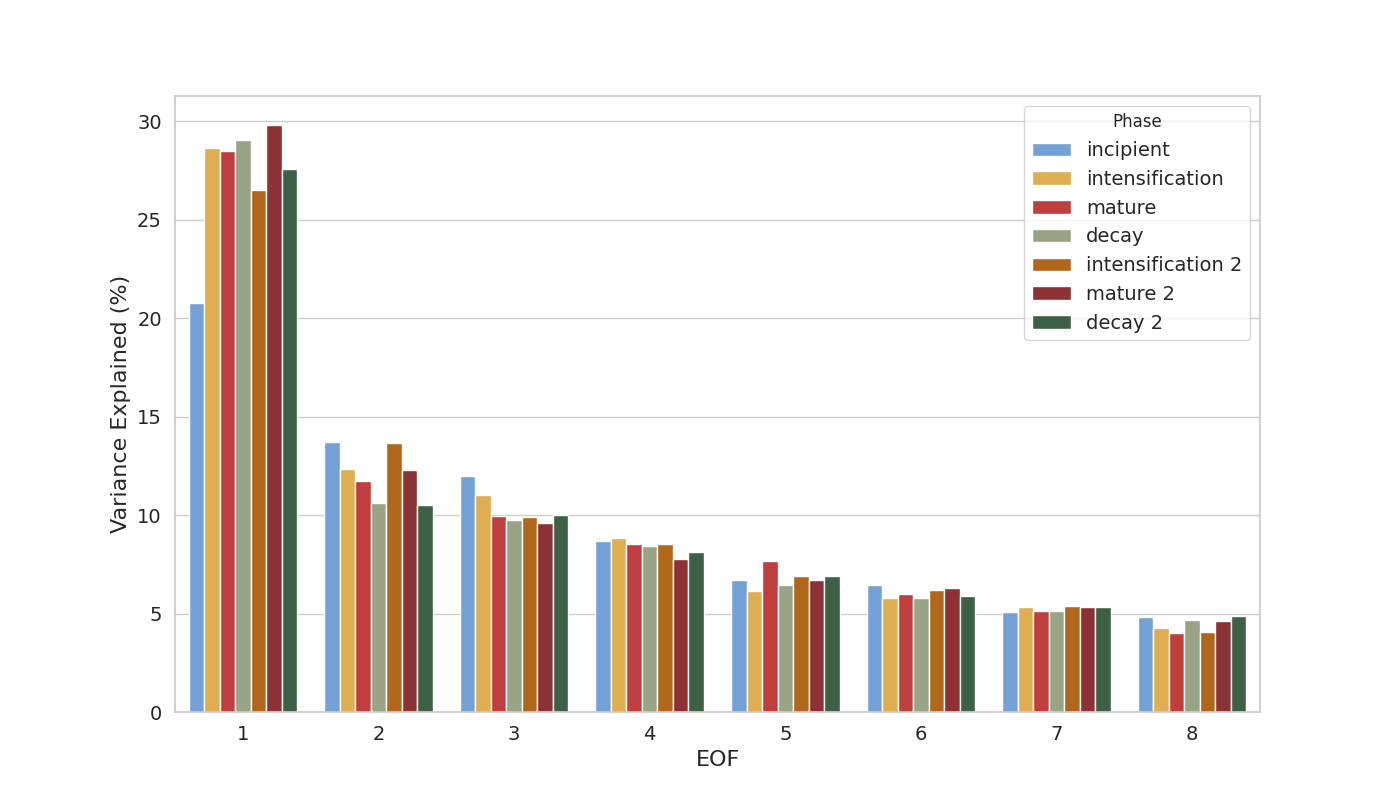 Variance Explained (%)
30
25
20
15
10
5
0
1 2 3 4 5 6 7 8
EOF
Phase
incipient
intensification
mature
decay
intensification 2
mature 2
decay 2